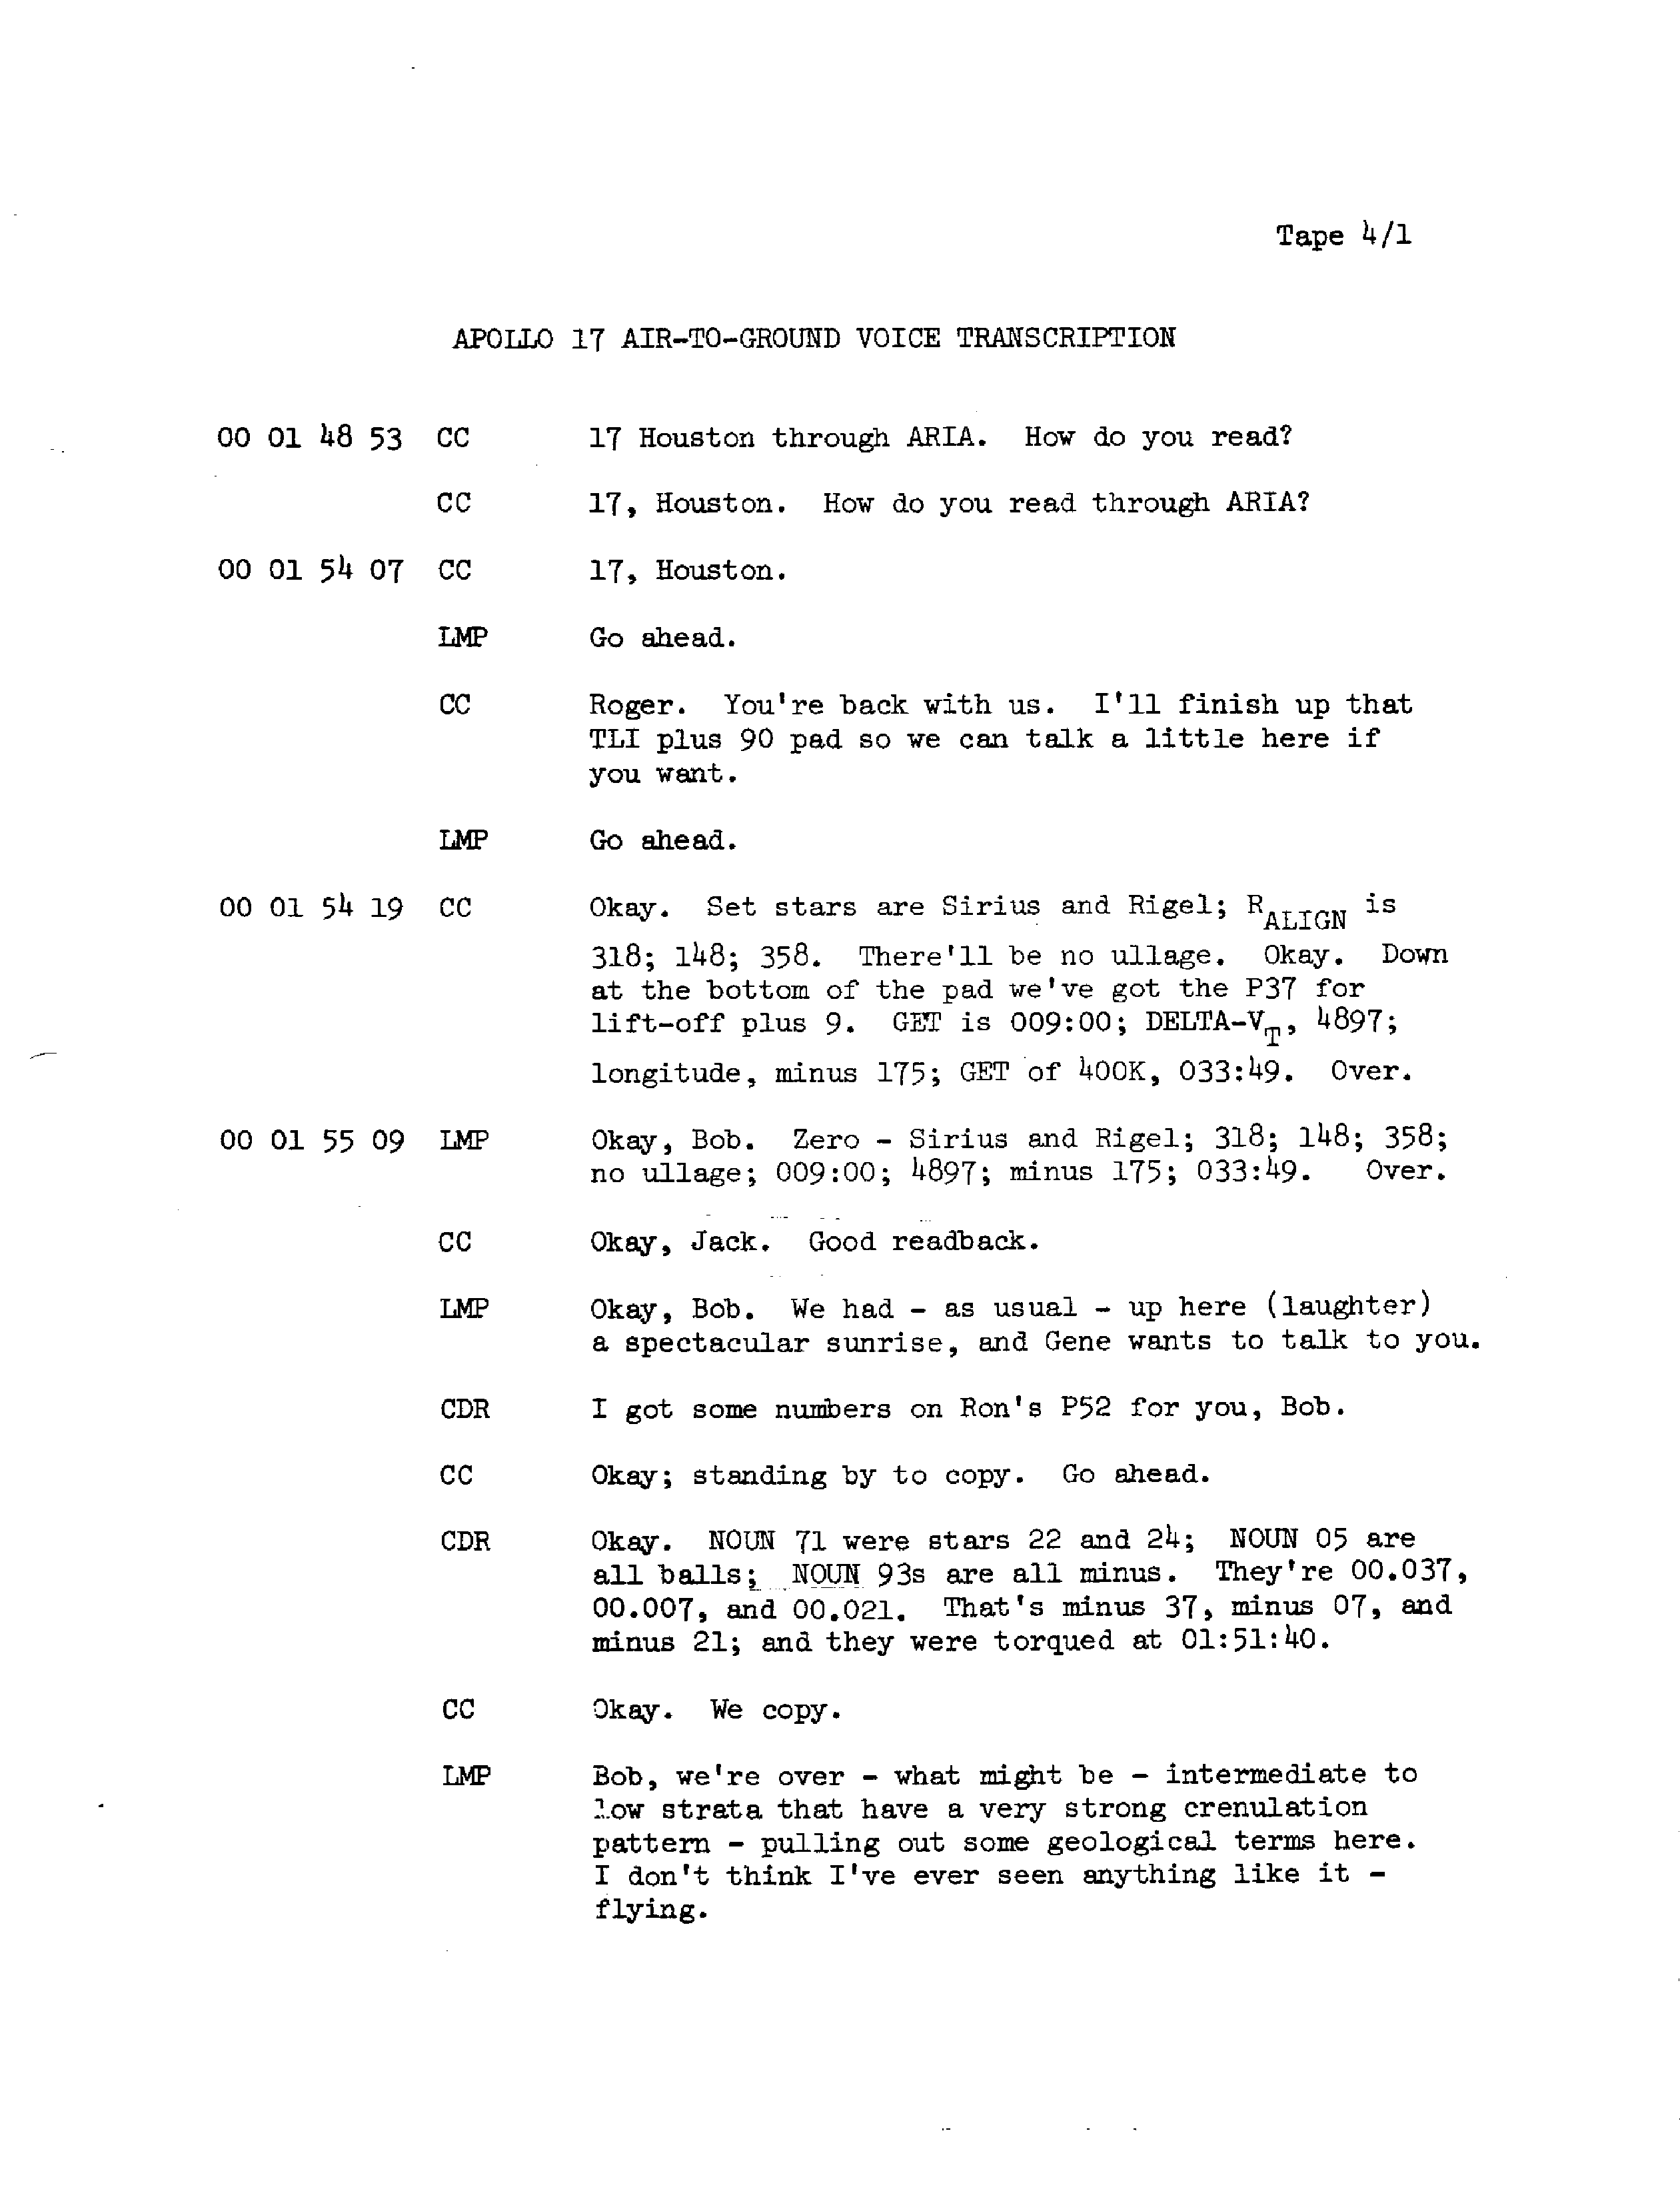 Tape 4/1
APOLLO 17 AIR-TO-GROUND VOICE TRANSCRIPTION
00 01 48 53 CC 17 Houston through ARIA. How do you read?
CC 17, Houston. How do you read through ARIA?
00 01 54 07 CC 17, Houston.
LMP Go ahead.
CC Roger. You're back with us. I'll finish up that
TLI plus 90 pad so we can talk a little here if
you want.
LMP Go ahead.
00 01 54 19 CC Okay. Set stars are Sirius and Rigel; RALIGN is
318; 148; 358. There'll be no ullage. Okay. Down
at the bottom of the pad we've got the P37 for
lift-off plus 9. GET is 009:00; DELTA-VT, 4897;
longitude, minus 175; GET of 400K, 033:49. Over.
00 01 55 09 LMP Okay, Bob. Zero - Sirius and Rigel; 318; 148; 358;
no ullage; 009:00; 4897; minus 175; 033:49. Over.
CC Okay, Jack. Good readback.
LMP Okay, Bob. We had - as usual - up here (laughter)
a spectacular sunrise, and Gene wants to talk to you.
CDR I got some numbers on Ron's P52 for you, Bob.
CC Okay; standing by to copy. Go ahead.
CDR Okay. NOUN 71 were stars 22 and 24; NOUN 05 are
all balls; NOUN 93s are all minus. They're 00.037,
00.007, and 00.021. That's minus 37, minus 07, and
minus 21; and they were torqued at 01:51:40.
CC Okay. We copy.
LMP Bob, we're over - what might be - intermediate to
low strata that have a very strong crenulation
pattern - pulling out some geological terms here.
I don't think I've ever seen anything like it -
flying.